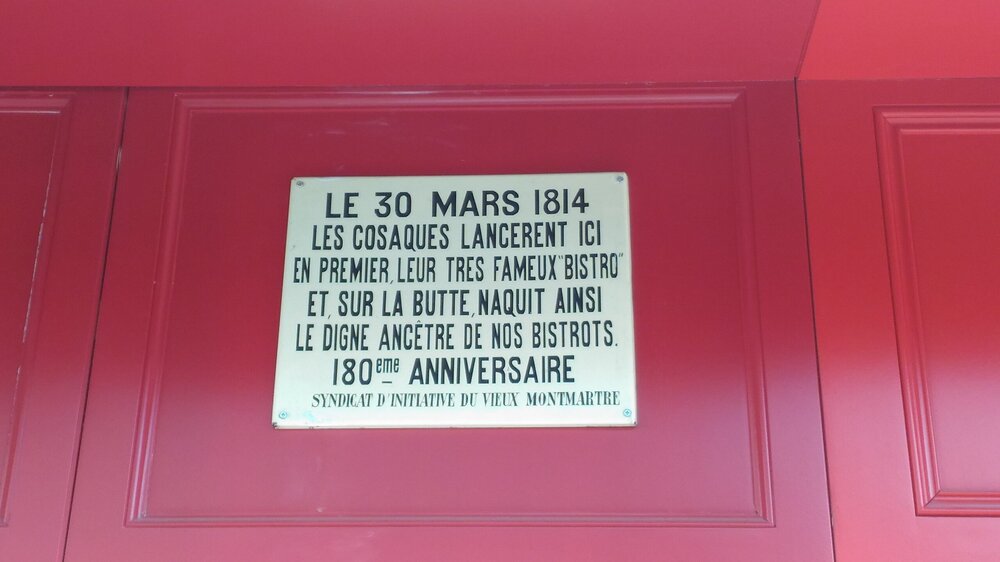 LE 30 MARS 1814
LES COSAQUES LANCERENT ICI
EN PREMIER, LEUR TRES FAMEUX "BISTRO"
ET, SUR LA BUTTE, NAQUIT AINSI
LE DIGNE ANCÊTRE DE NOS BISTROTS.
180eme ANNIVERSAIRE
SYNDICAT D'INITIATIVE DU VIEUX MONTMARTRE